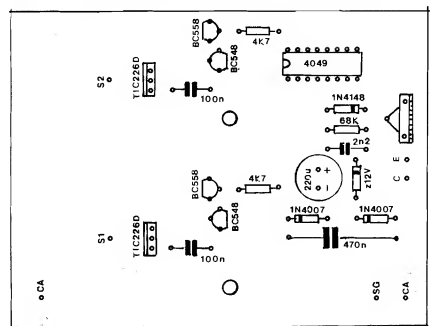 BC558
4K7
BC548
S2
TIC226D
100n
4049
1N4148
68K
2n2
220u
+
−
z12V
C E
BC558
4K7
BC548
S1
TIC226D
100n
1N4007
1N4007
470n
CA
SG
CA